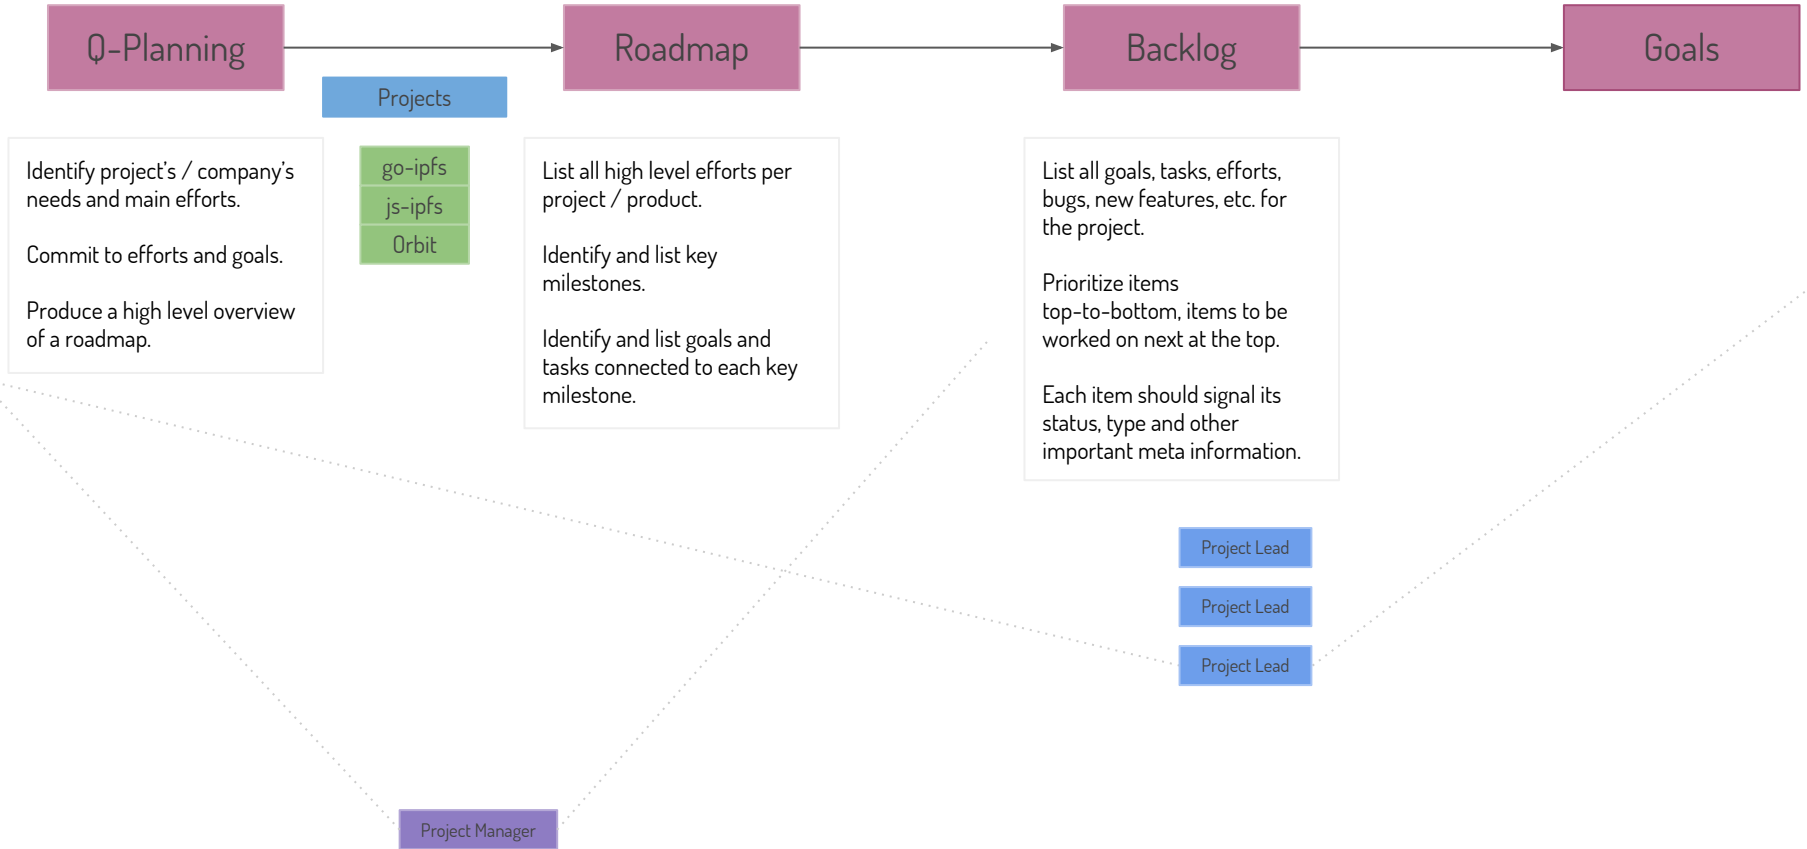 Q-Planning
Roadmap
Backlog
Goals
Projects
Identify project's / company's
needs and main efforts.
Commit to efforts and goals.
Produce a high level overview
of a roadmap.
go-ipfs
js-ipfs
Orbit
List all high level efforts per
project / product.
Identify and list key
milestones.
Identify and list goals and
tasks connected to each key
milestone.
List all goals, tasks, efforts,
bugs, new features, etc. for
the project.
Prioritize items
top-to-bottom, items to be
worked on next at the top.
Each item should signal its
status, type and other
important meta information.
Project Lead
Project Lead
Project Lead
Project Manager